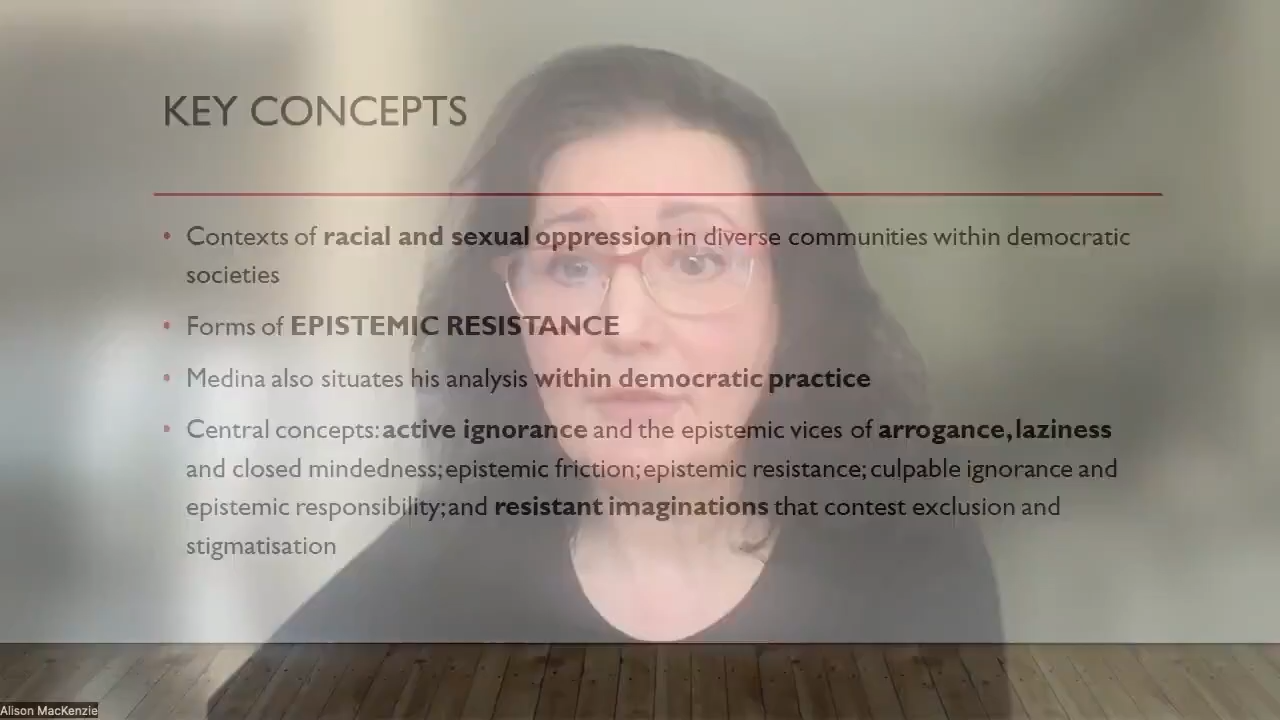 KEY CONCEPTS
• Contexts of racial and sexual oppression in diverse communities within democratic
societies
• Forms of EPISTEMIC RESISTANCE
• Medina also situates his analysis within democratic practice
• Central concepts: active ignorance and the epistemic vices of arrogance, laziness
and closed mindedness; epistemic friction; epistemic resistance; culpable ignorance and
epistemic responsibility; and resistant imaginations that contest exclusion and
stigmatisation
Alison MacKenzie